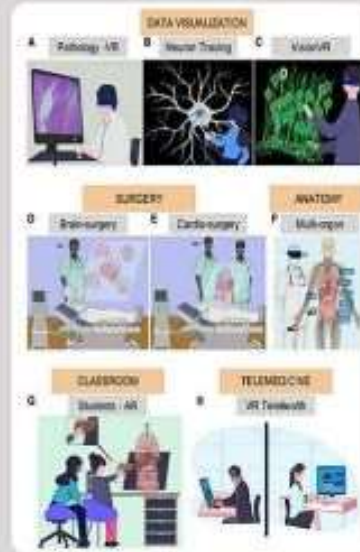 DATA VISUALIZATION
A Pathology -VR
B Neuron Tracing
C VisionVR
SURGERY
ANATOMY
D Brain-surgery
E Cardio-surgery
F Multi-organ
CLASSROOM
TELEMEDICINE
G Students - AR
H VR Telehealth